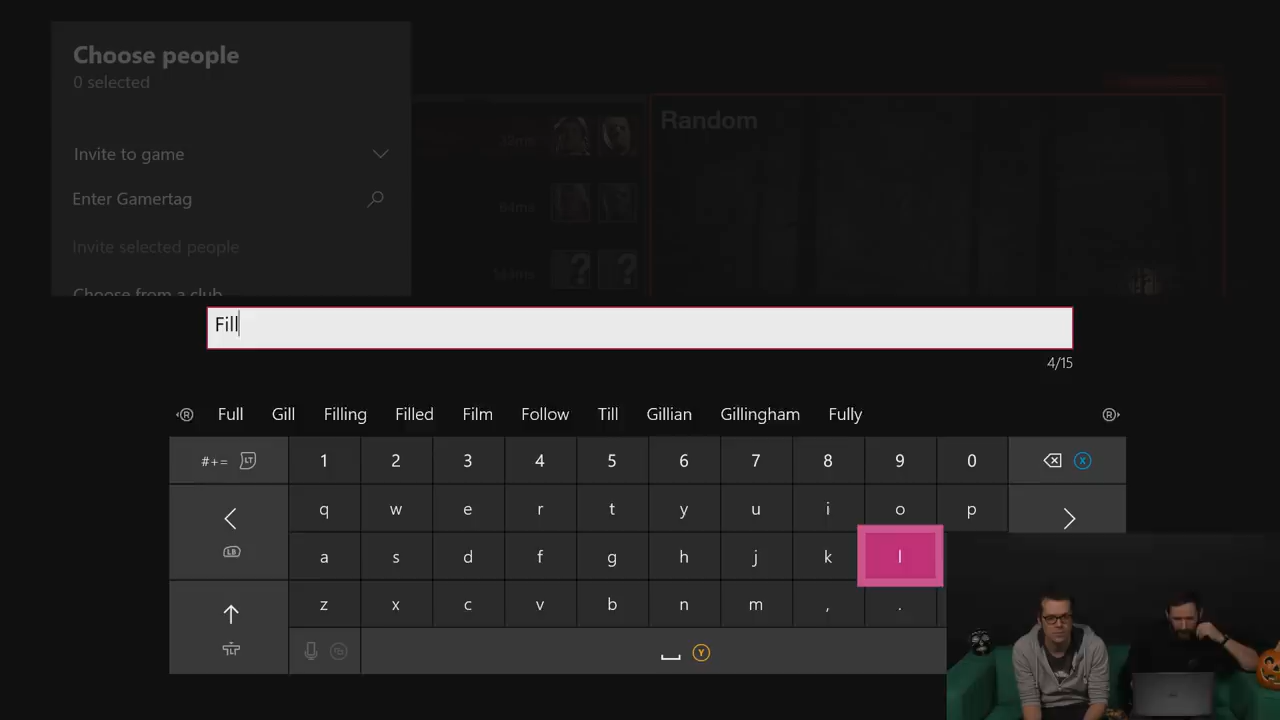 Choose people
0 selected
Random
Invite to game
Enter Gamertag
Invite selected people
Choose from a club
Fill
4/15
R Full Gill Filling Filled Film Follow Till Gillian Gillingham Fully R
#+= LT 1 2 3 4 5 6 7 8 9 0 X
q w e r t y u i o p
LB
a s d f g h j k l
z x c v b n m , .
Y